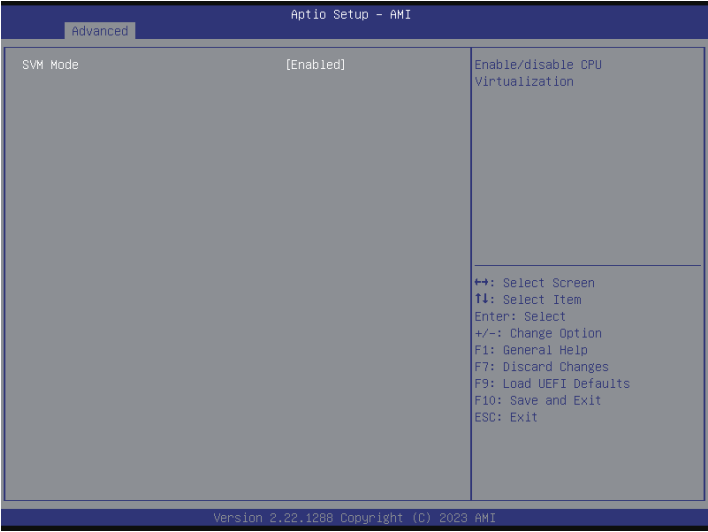 Aptio Setup – AMI
Advanced
SVM Mode [Enabled]
Enable/disable CPU
Virtualization
↔: Select Screen
↑↓: Select Item
Enter: Select
+/-: Change Option
F1: General Help
F7: Discard Changes
F9: Load UEFI Defaults
F10: Save and Exit
ESC: Exit
Version 2.22.1288 Copyright (C) 2023 AMI